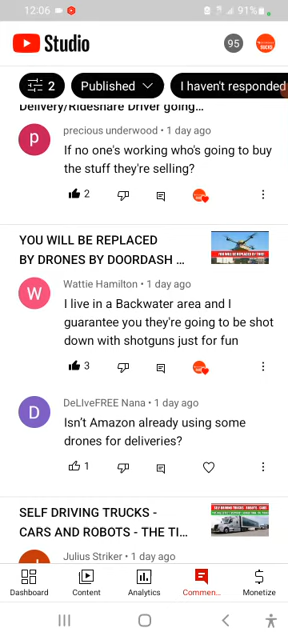 12:06
91%
Studio
95
2
Published
I haven't responded
Delivery/Rideshare Driver going...
p
precious underwood • 1 day ago
If no one's working who's going to buy
the stuff they're selling?
2
YOU WILL BE REPLACED
BY DRONES BY DOORDASH ...
W
Wattie Hamilton • 1 day ago
I live in a Backwater area and I
guarantee you they're going to be shot
down with shotguns just for fun
3
D
DeLIveFREE Nana • 1 day ago
Isn't Amazon already using some
drones for deliveries?
1
SELF DRIVING TRUCKS -
CARS AND ROBOTS - THE TI...
Julius Striker • 1 day ago
Dashboard
Content
Analytics
Commen...
Monetize